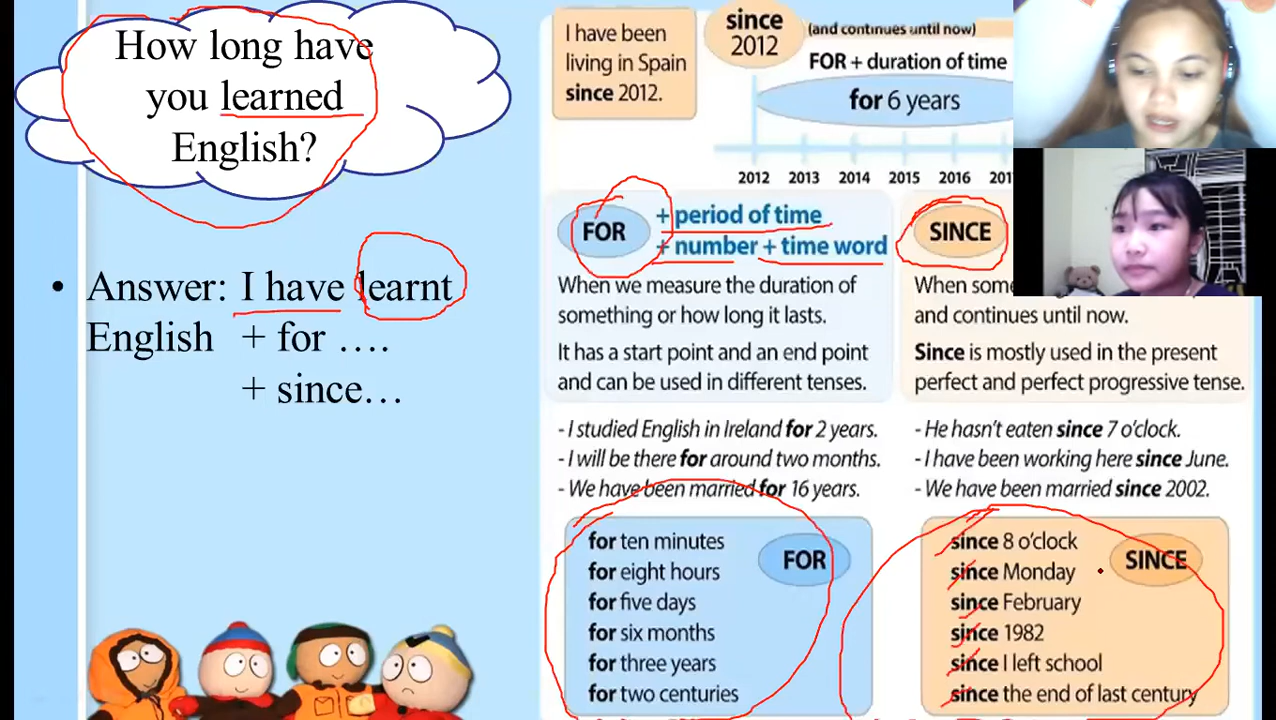 How long have
you learned
English?
• Answer: I have learnt
English + for ….
+ since…
I have been
living in Spain
since 2012.
since
2012
(and continues until now)
FOR + duration of time
for 6 years
2012 2013 2014 2015 2016
FOR
+ period of time
+ number + time word
When we measure the duration of
something or how long it lasts.
It has a start point and an end point
and can be used in different tenses.
- I studied English in Ireland for 2 years.
- I will be there for around two months.
- We have been married for 16 years.
for ten minutes
for eight hours
for five days
for six months
for three years
for two centuries
FOR
SINCE
When
and continues until now.
Since is mostly used in the present
perfect and perfect progressive tense.
- He hasn't eaten since 7 o'clock.
- I have been working here since June.
- We have been married since 2002.
since 8 o'clock
since Monday
since February
since 1982
since I left school
since the end of last century
SINCE